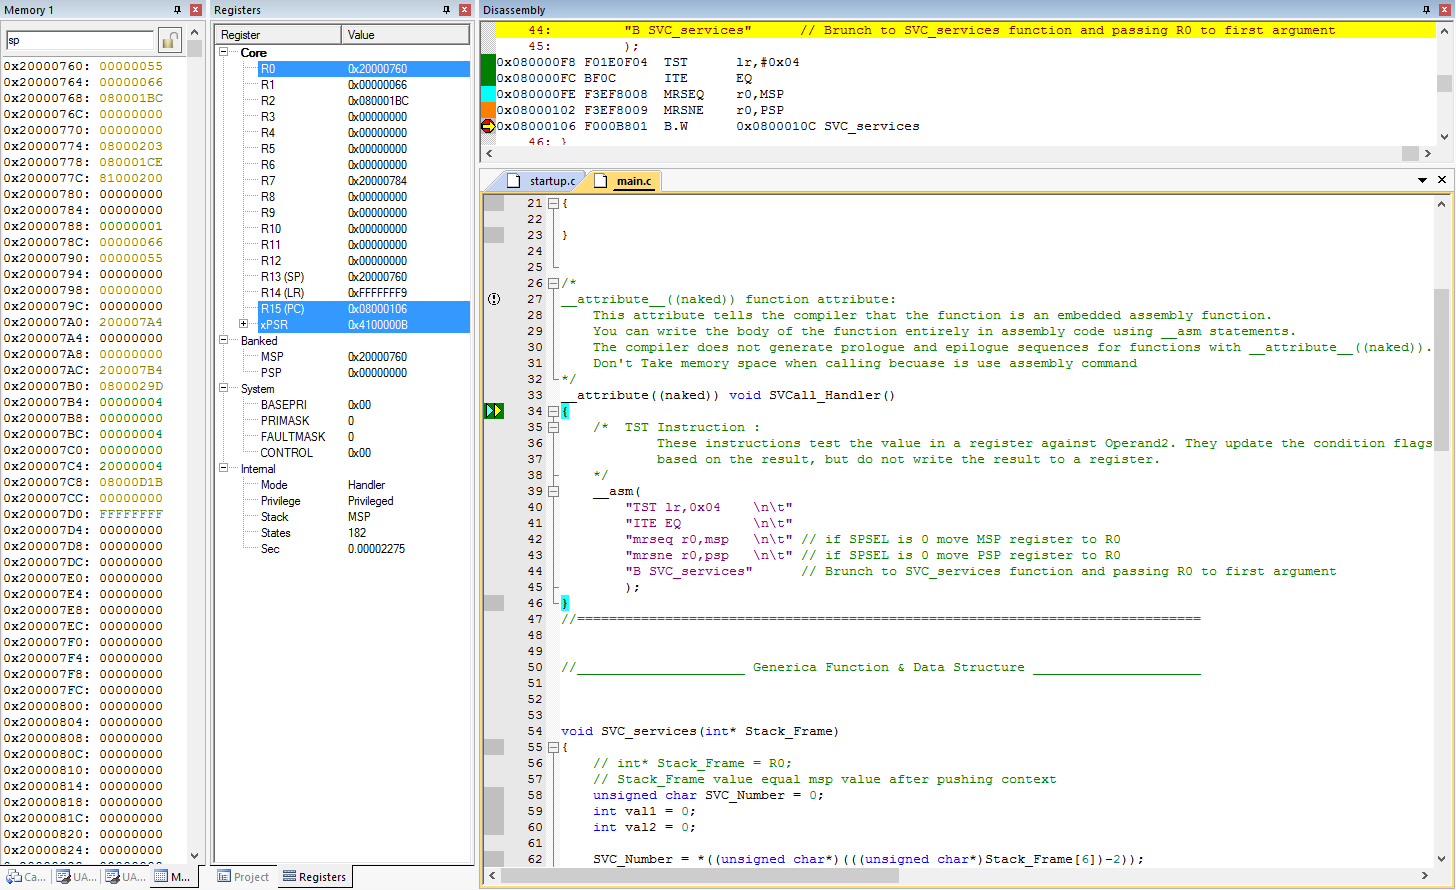 Memory 1
sp
0x20000760: 00000055
0x20000764: 00000066
0x20000768: 080001BC
0x2000076C: 00000000
0x20000770: 00000000
0x20000774: 08000203
0x20000778: 080001CE
0x2000077C: 81000200
0x20000780: 00000000
0x20000784: 00000000
0x20000788: 00000001
0x2000078C: 00000066
0x20000790: 00000055
0x20000794: 00000000
0x20000798: 00000000
0x2000079C: 00000000
0x200007A0: 200007A4
0x200007A4: 00000000
0x200007A8: 00000000
0x200007AC: 200007B4
0x200007B0: 0800029D
0x200007B4: 00000004
0x200007B8: 00000000
0x200007BC: 00000004
0x200007C0: 00000000
0x200007C4: 20000004
0x200007C8: 08000D1B
0x200007CC: 00000000
0x200007D0: FFFFFFFF
0x200007D4: 00000000
0x200007D8: 00000000
0x200007DC: 00000000
0x200007E0: 00000000
0x200007E4: 00000000
0x200007E8: 00000000
0x200007EC: 00000000
0x200007F0: 00000000
0x200007F4: 00000000
0x200007F8: 00000000
0x200007FC: 00000000
0x20000800: 00000000
0x20000804: 00000000
0x20000808: 00000000
0x2000080C: 00000000
0x20000810: 00000000
0x20000814: 00000000
0x20000818: 00000000
0x2000081C: 00000000
0x20000820: 00000000
0x20000824: 00000000
Ca... UA... UA... M...
Registers
Register Value
Core
R0 0x20000760
R1 0x00000066
R2 0x080001BC
R3 0x00000000
R4 0x00000000
R5 0x00000000
R6 0x00000000
R7 0x20000784
R8 0x00000000
R9 0x00000000
R10 0x00000000
R11 0x00000000
R12 0x00000000
R13 (SP) 0x20000760
R14 (LR) 0xFFFFFFF9
R15 (PC) 0x08000106
xPSR 0x4100000B
Banked
MSP 0x20000760
PSP 0x00000000
System
BASEPRI 0x00
PRIMASK 0
FAULTMASK 0
CONTROL 0x00
Internal
Mode Handler
Privilege Privileged
Stack MSP
States 182
Sec 0.00002275
Project Registers
Disassembly
44: "B SVC_services" // Brunch to SVC_services function and passing R0 to first argument
45: );
0x080000F8 F01E0F04 TST lr,#0x04
0x080000FC BF0C ITE EQ
0x080000FE F3EF8008 MRSEQ r0,MSP
0x08000102 F3EF8009 MRSNE r0,PSP
0x08000106 F000B801 B.W 0x0800010C SVC_services
46: }
startup.c main.c
21 {
22
23 }
24
25
26 /*
27 __attribute__((naked)) function attribute:
28 This attribute tells the compiler that the function is an embedded assembly function.
29 You can write the body of the function entirely in assembly code using __asm statements.
30 The compiler does not generate prologue and epilogue sequences for functions with __attribute__((naked)).
31 Don't Take memory space when calling becuase is use assembly command
32 */
33 __attribute((naked)) void SVCall_Handler()
34 {
35 /* TST Instruction :
36 These instructions test the value in a register against Operand2. They update the condition flags
37 based on the result, but do not write the result to a register.
38 */
39 __asm(
40 "TST lr,0x04 \n\t"
41 "ITE EQ \n\t"
42 "mrseq r0,msp \n\t" // if SPSEL is 0 move MSP register to R0
43 "mrsne r0,psp \n\t" // if SPSEL is 0 move PSP register to R0
44 "B SVC_services" // Brunch to SVC_services function and passing R0 to first argument
45 );
46 }
47 //==============================================================================
48
49
50 //_____________________ Generica Function & Data Structure _____________________
51
52
53
54 void SVC_services(int* Stack_Frame)
55 {
56 // int* Stack_Frame = R0;
57 // Stack_Frame value equal msp value after pushing context
58 unsigned char SVC_Number = 0;
59 int val1 = 0;
60 int val2 = 0;
61
62 SVC_Number = *((unsigned char*)(((unsigned char*)Stack_Frame[6])-2));